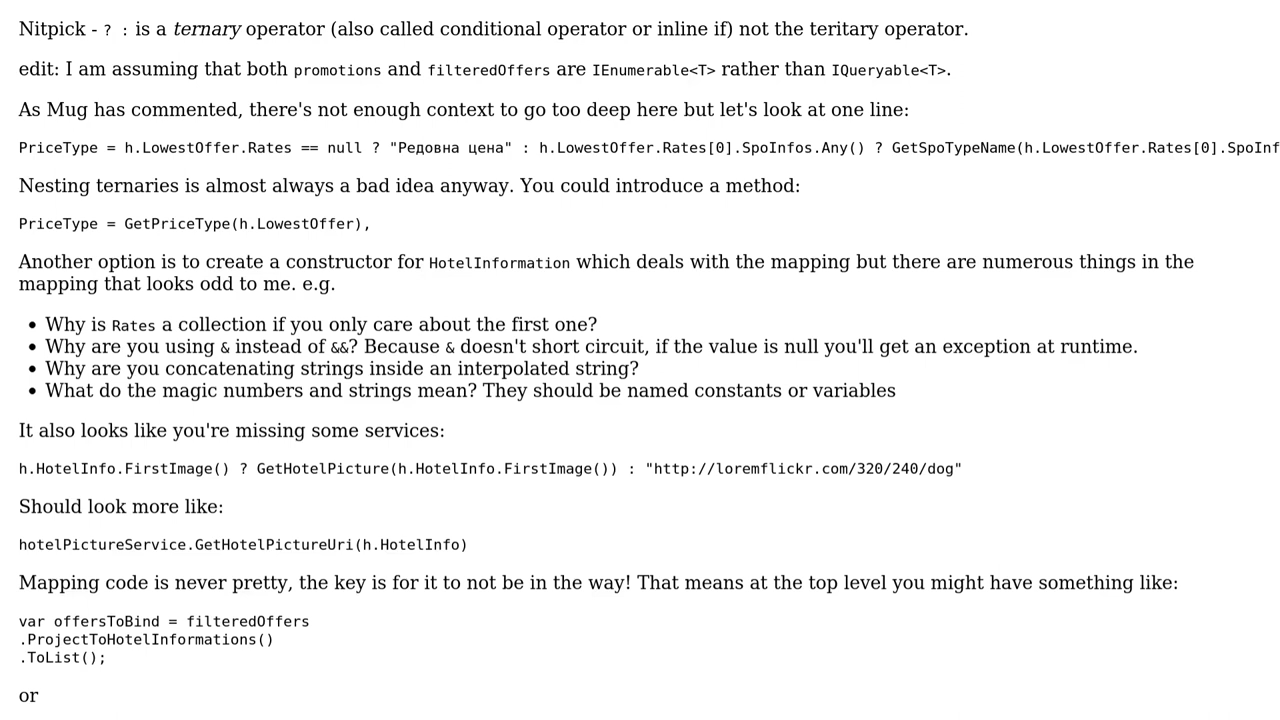 Nitpick - ? : is a ternary operator (also called conditional operator or inline if) not the teritary operator.
edit: I am assuming that both promotions and filteredOffers are IEnumerable<T> rather than IQueryable<T>.
As Mug has commented, there's not enough context to go too deep here but let's look at one line:
PriceType = h.LowestOffer.Rates == null ? "Редовна цена" : h.LowestOffer.Rates[0].SpoInfos.Any() ? GetSpoTypeName(h.LowestOffer.Rates[0].SpoInf
Nesting ternaries is almost always a bad idea anyway. You could introduce a method:
PriceType = GetPriceType(h.LowestOffer),
Another option is to create a constructor for HotelInformation which deals with the mapping but there are numerous things in the
mapping that looks odd to me. e.g.
• Why is Rates a collection if you only care about the first one?
• Why are you using & instead of &&? Because & doesn't short circuit, if the value is null you'll get an exception at runtime.
• Why are you concatenating strings inside an interpolated string?
• What do the magic numbers and strings mean? They should be named constants or variables
It also looks like you're missing some services:
h.HotelInfo.FirstImage() ? GetHotelPicture(h.HotelInfo.FirstImage()) : "http://loremflickr.com/320/240/dog"
Should look more like:
hotelPictureService.GetHotelPictureUri(h.HotelInfo)
Mapping code is never pretty, the key is for it to not be in the way! That means at the top level you might have something like:
var offersToBind = filteredOffers
.ProjectToHotelInformations()
.ToList();
or